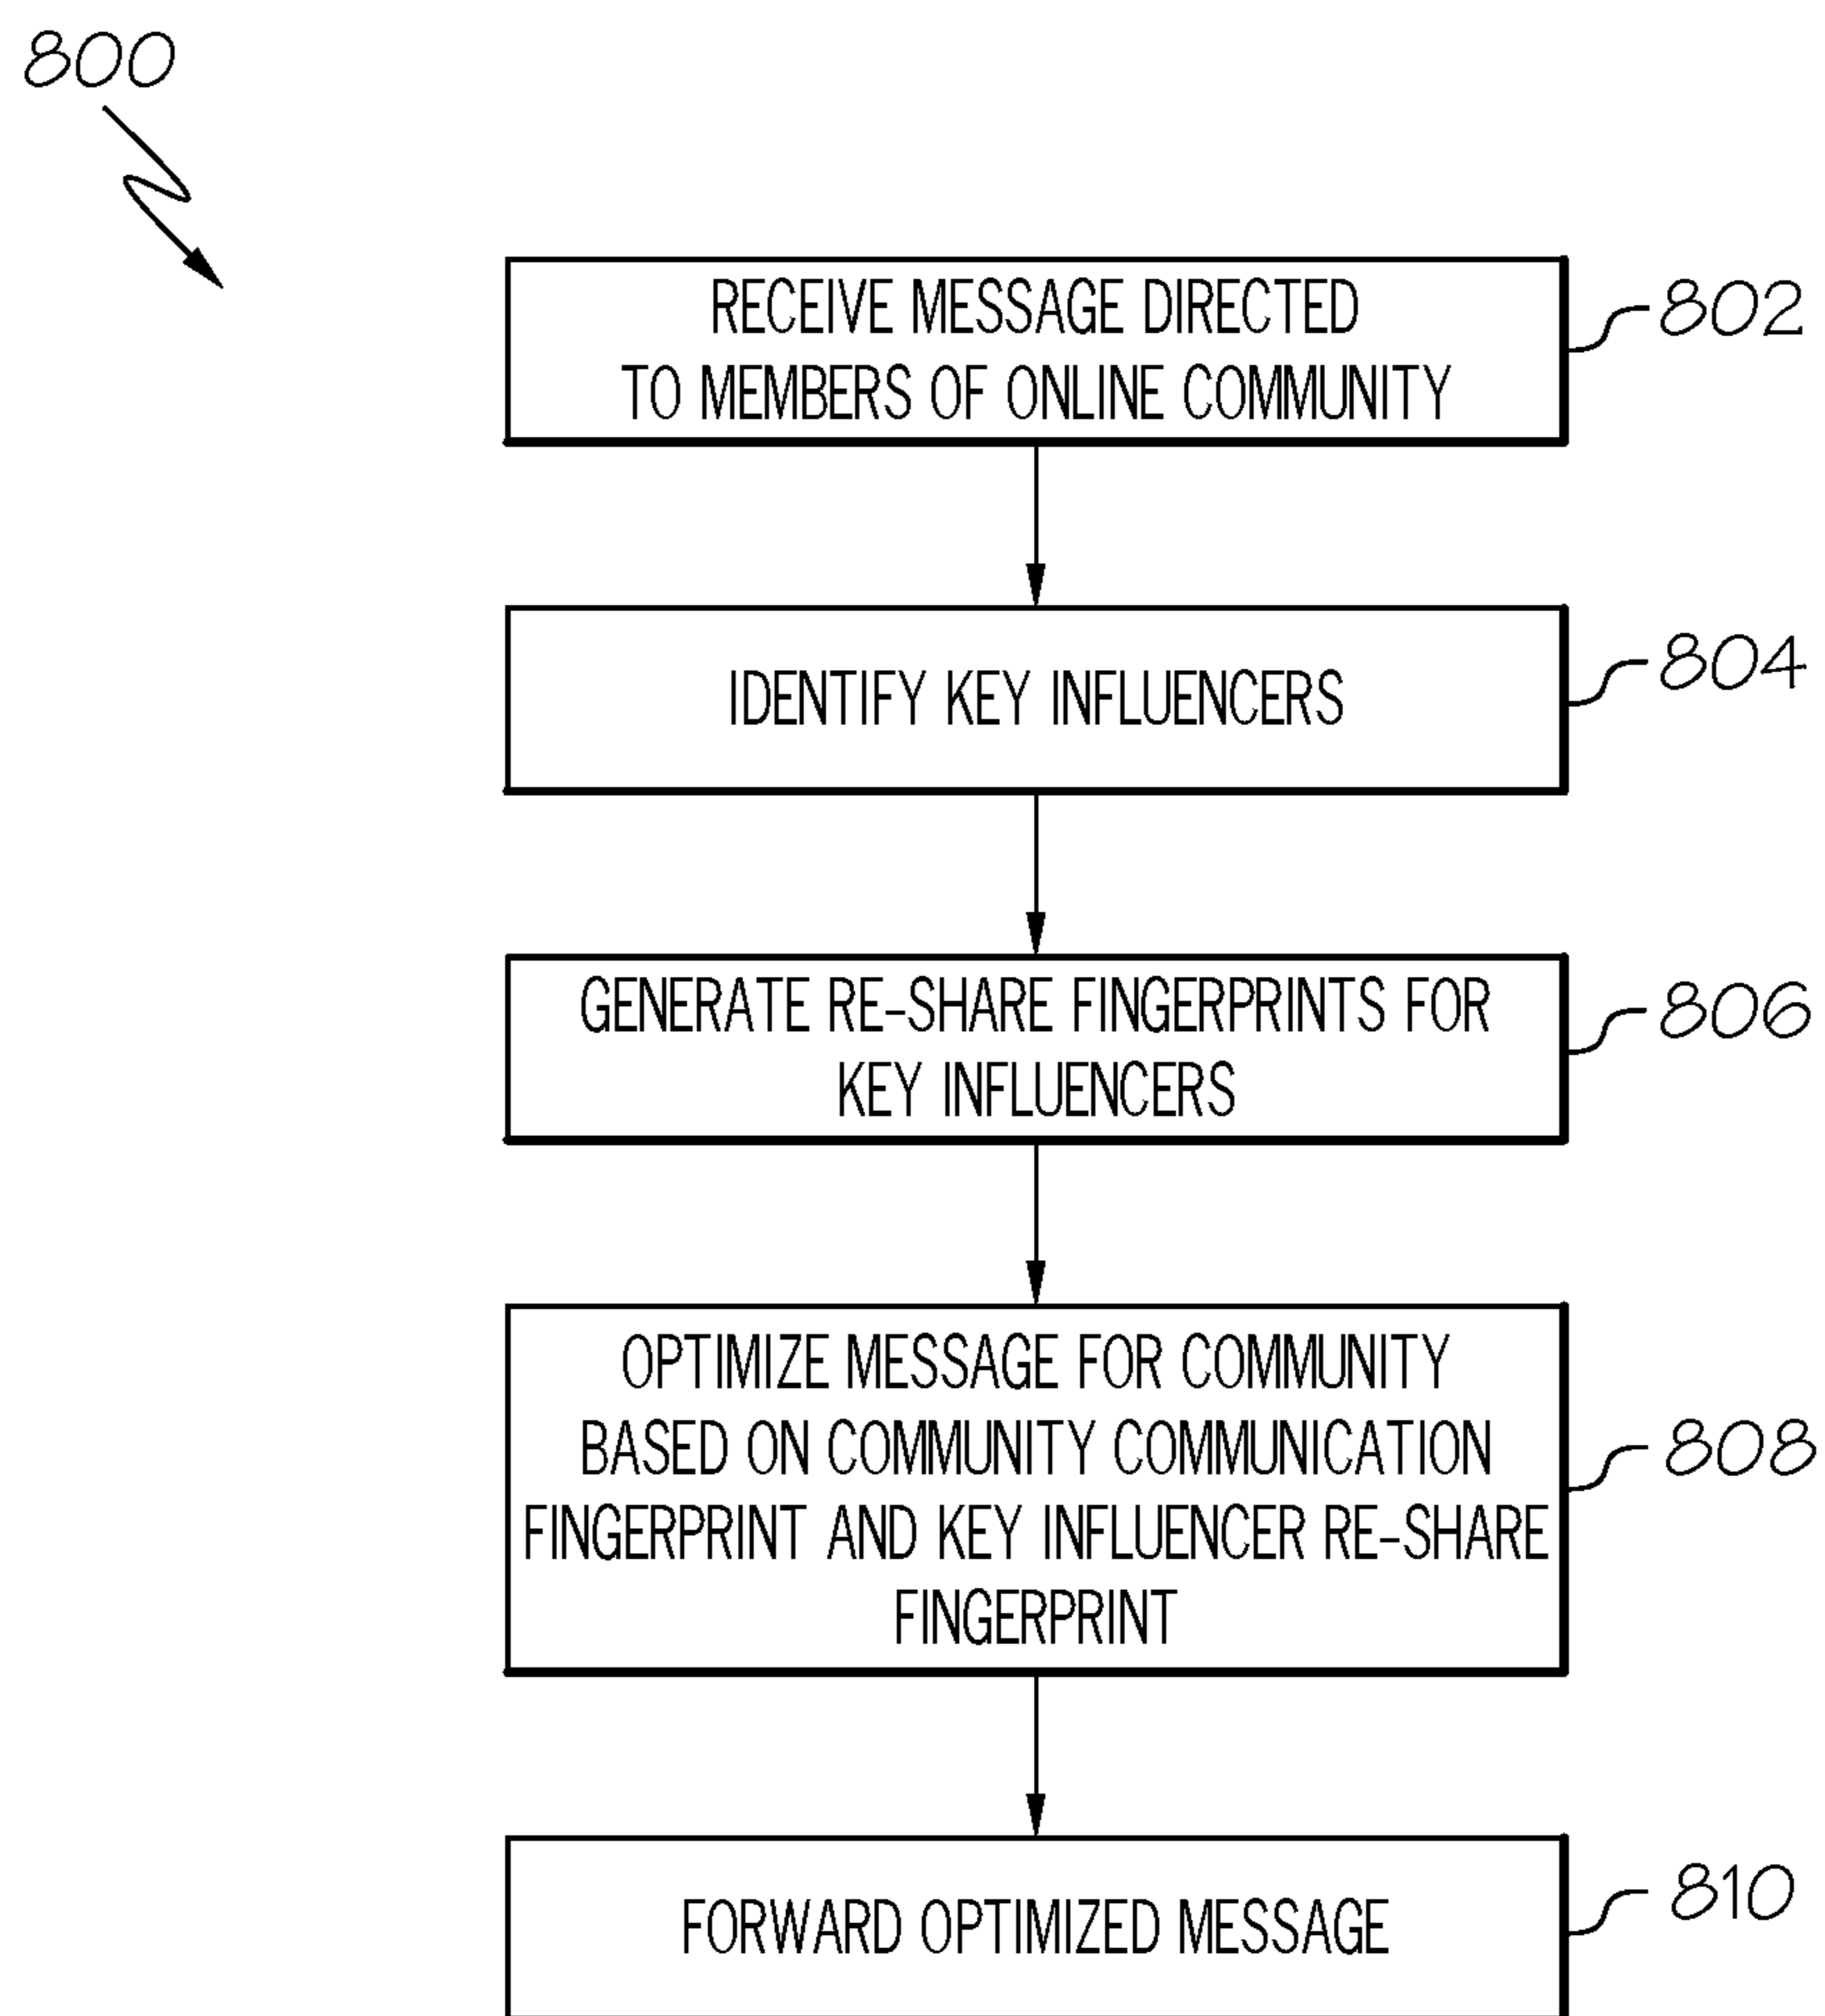 800
RECEIVE MESSAGE DIRECTED
TO MEMBERS OF ONLINE COMMUNITY
802
IDENTIFY KEY INFLUENCERS
804
GENERATE RE-SHARE FINGERPRINTS FOR
KEY INFLUENCERS
806
OPTIMIZE MESSAGE FOR COMMUNITY
BASED ON COMMUNITY COMMUNICATION
FINGERPRINT AND KEY INFLUENCER RE-SHARE
FINGERPRINT
808
FORWARD OPTIMIZED MESSAGE
810